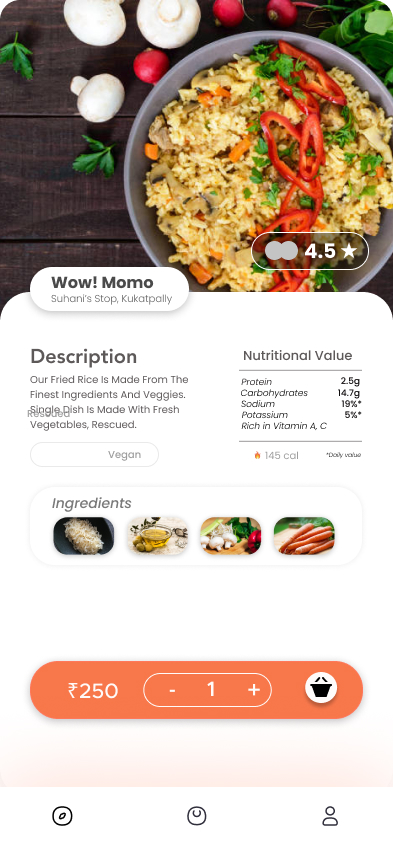 4.5 ★
Wow! Momo
Suhani's Stop, Kukatpally
Description
Our Fried Rice Is Made From The
Finest Ingredients And Veggies.
Single Dish Is Made With Fresh
Rescued
Vegetables, Rescued.
Vegan
Nutritional Value
Protein 2.5g
Carbohydrates 14.7g
Sodium 19%*
Potassium 5%*
Rich in Vitamin A, C
145 cal *Daily value
Ingredients
₹250 - 1 +